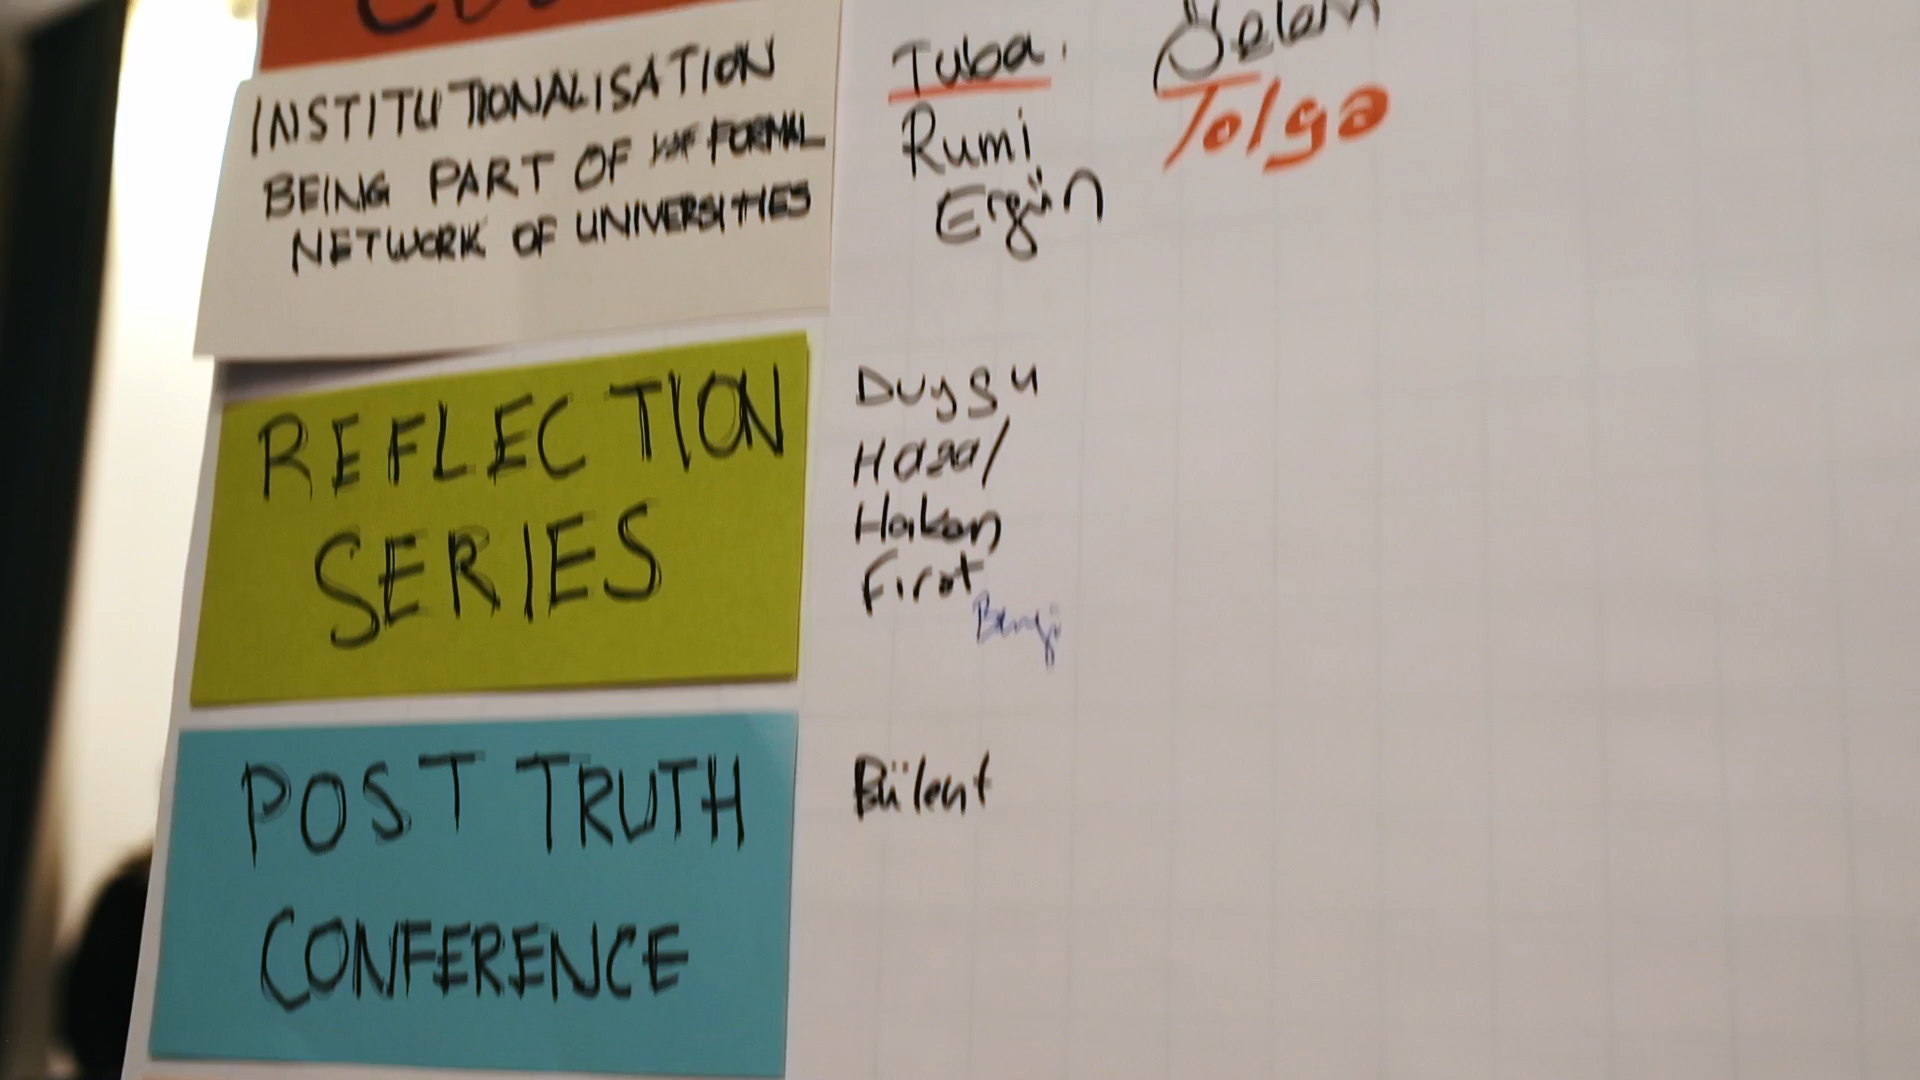 INSTITUTIONALISATION
BEING PART OF FORMAL
NETWORK OF UNIVERSITIES
Tuba
Rumi
Ergün
Tolga
REFLECTION
SERIES
Duygu
Hazal
Hakan
Fırat
POST TRUTH
CONFERENCE
Bülent